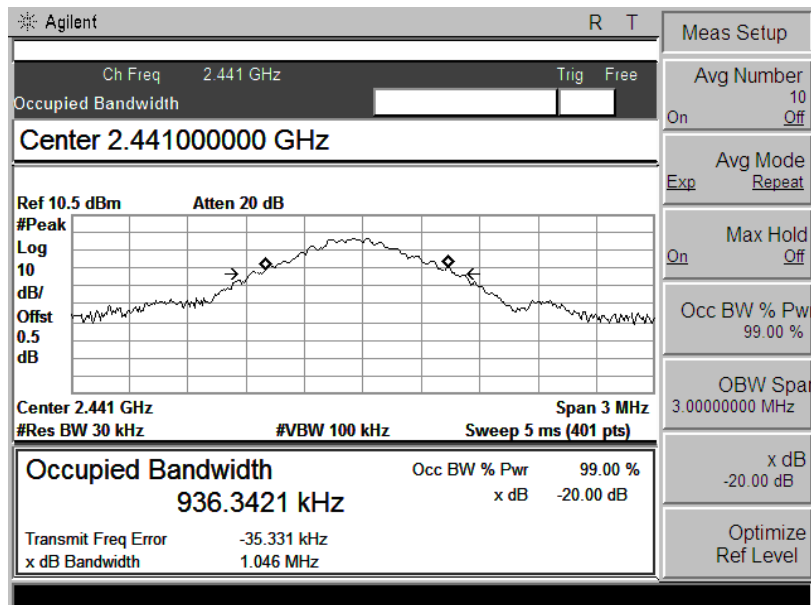 Agilent R T
Ch Freq 2.441 GHz Trig Free
Occupied Bandwidth
Center 2.441000000 GHz
Ref 10.5 dBm Atten 20 dB
#Peak
Log
10
dB/
Offst
0.5
dB
Center 2.441 GHz Span 3 MHz
#Res BW 30 kHz #VBW 100 kHz Sweep 5 ms (401 pts)
Occupied Bandwidth Occ BW % Pwr 99.00 %
936.3421 kHz x dB -20.00 dB
Transmit Freq Error -35.331 kHz
x dB Bandwidth 1.046 MHz
Meas Setup
Avg Number
10
On Off
Avg Mode
Exp Repeat
Max Hold
On Off
Occ BW % Pwr
99.00 %
OBW Spa
3.00000000 MHz
x dB
-20.00 dB
Optimize
Ref Level